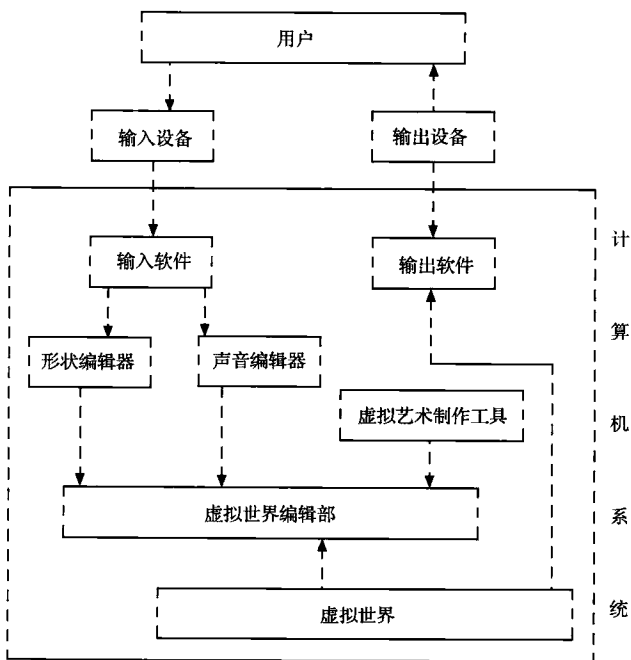 用户
输入设备
输出设备
输入软件
输出软件
形状编辑器
声音编辑器
虚拟艺术制作工具
虚拟世界编辑部
虚拟世界
计算机系统